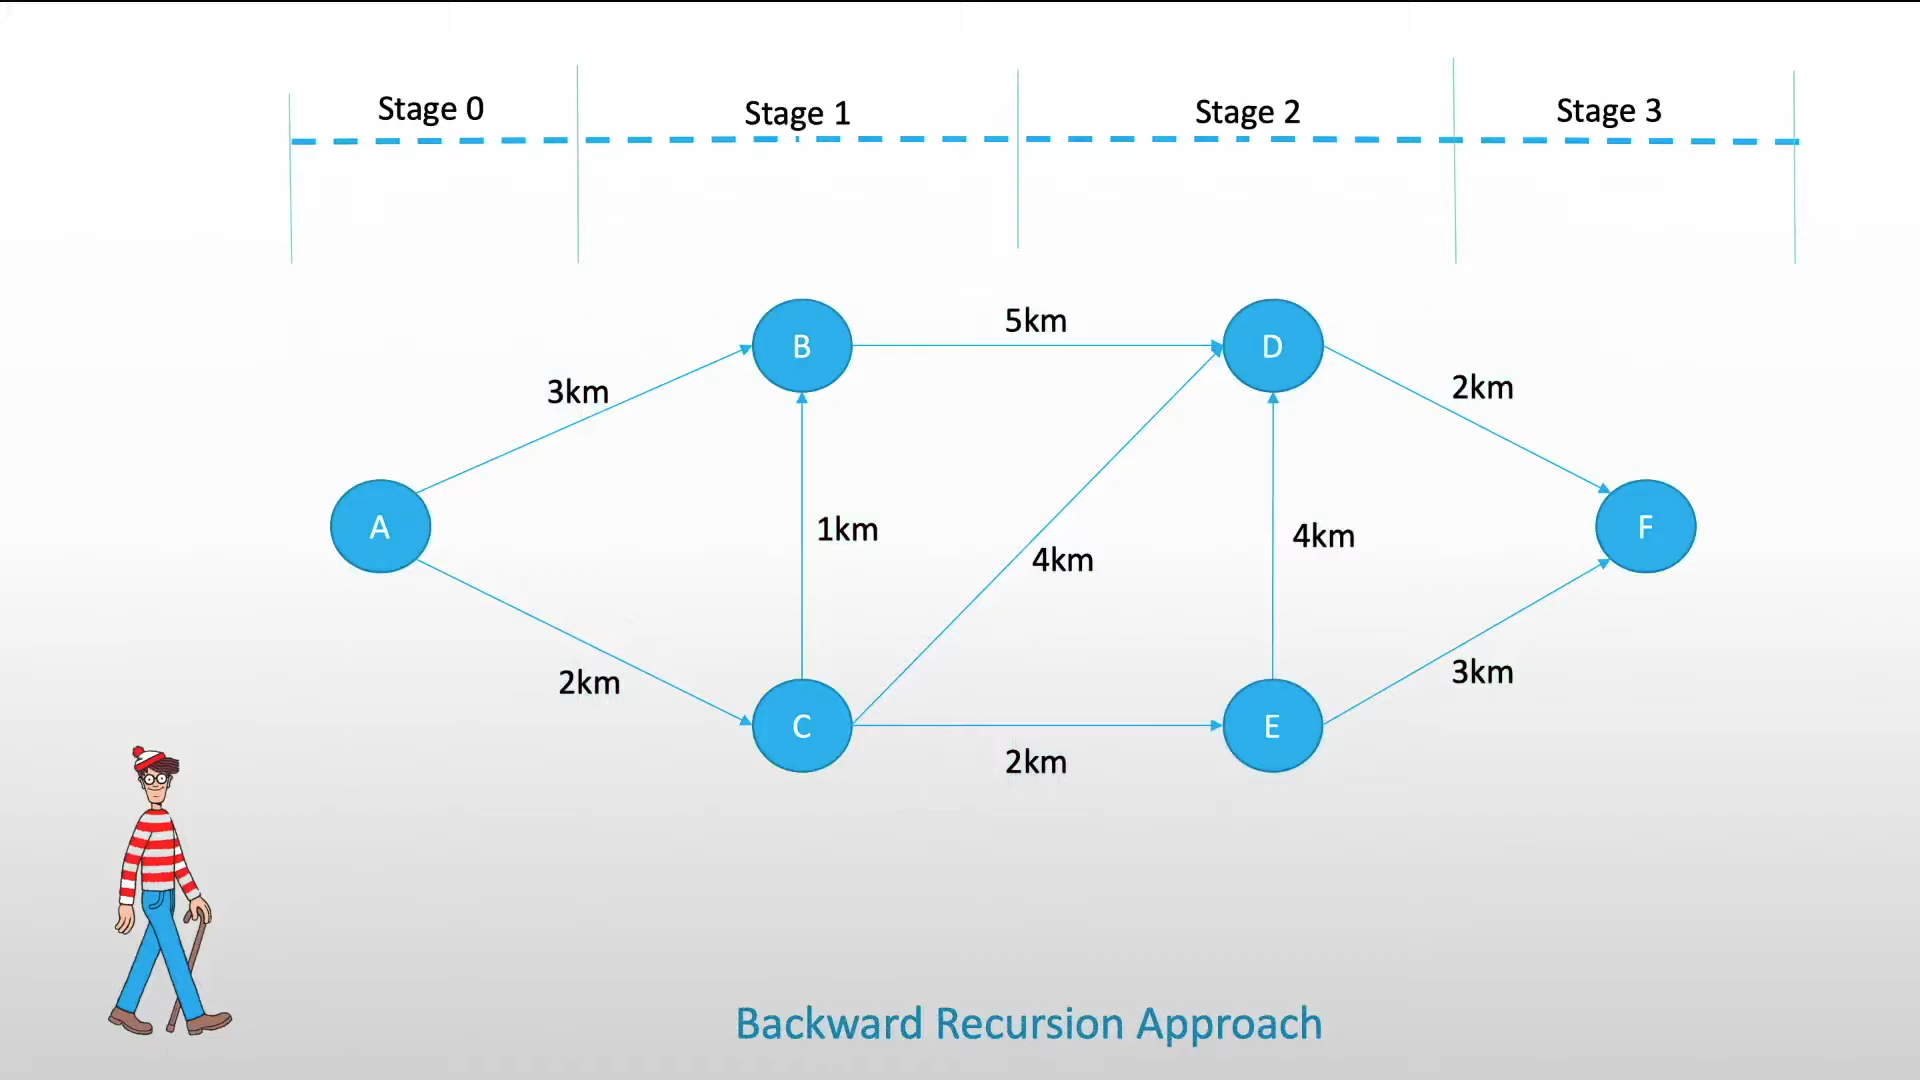 Stage 0
Stage 1
Stage 2
Stage 3
B
5km
D
3km
2km
A
1km
4km
4km
F
2km
3km
C
2km
E
Backward Recursion Approach